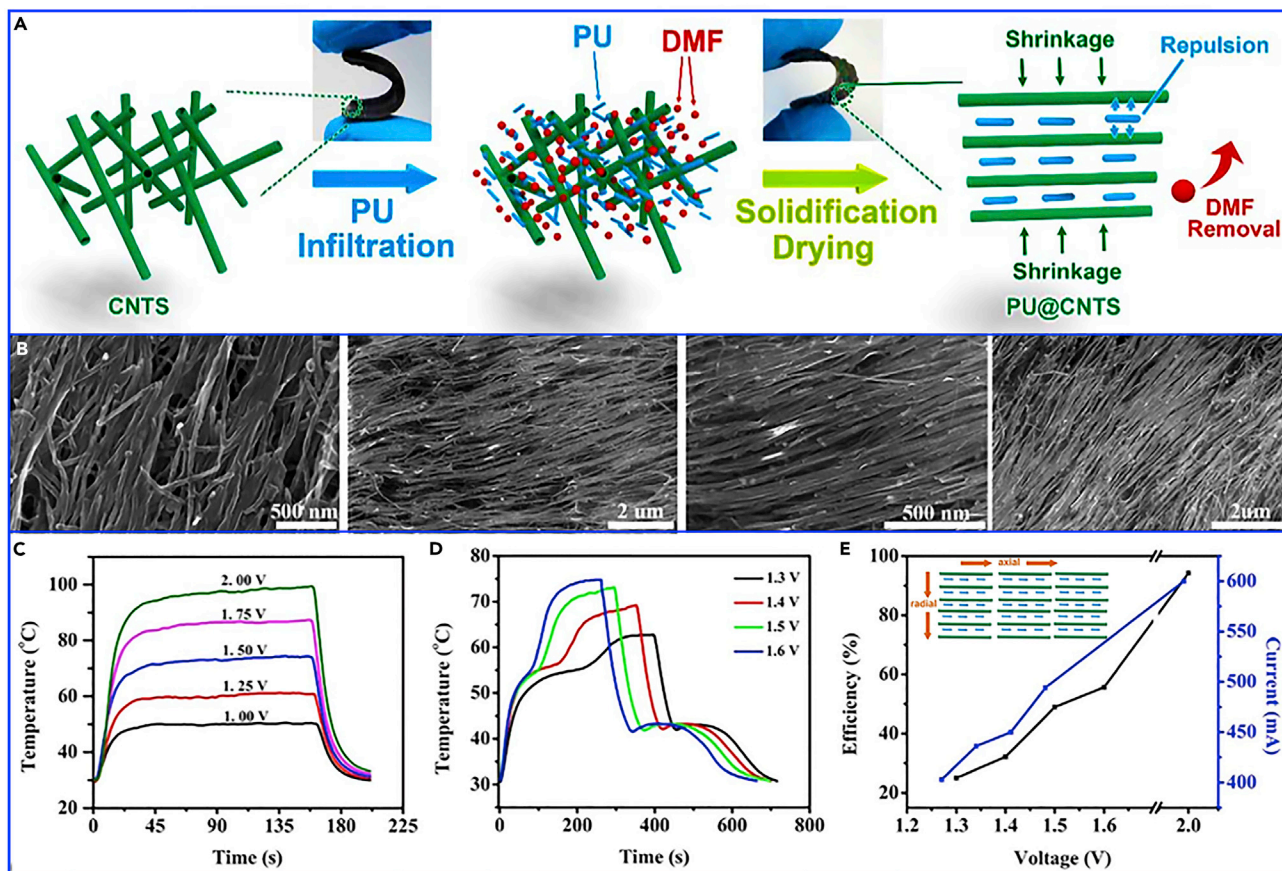 A
PU
DMF
Shrinkage
Repulsion
PU
Infiltration
Solidification
Drying
DMF
Removal
CNTS
Shrinkage
PU@CNTS
B
500 nm
2 um
500 nm
2um
C
Temperature (°C)
100
80
60
40
20
2. 00 V
1. 75 V
1. 50 V
1. 25 V
1. 00 V
0
45
90
135
180
225
Time (s)
D
Temperature (°C)
80
70
60
50
40
30
1.3 V
1.4 V
1.5 V
1.6 V
0
200
400
600
800
Time (s)
E
Efficiency (%)
100
80
60
40
20
axial
radial
600
550
500
450
400
Current (mA)
1.2
1.3
1.4
1.5
1.6
2.0
Voltage (V)